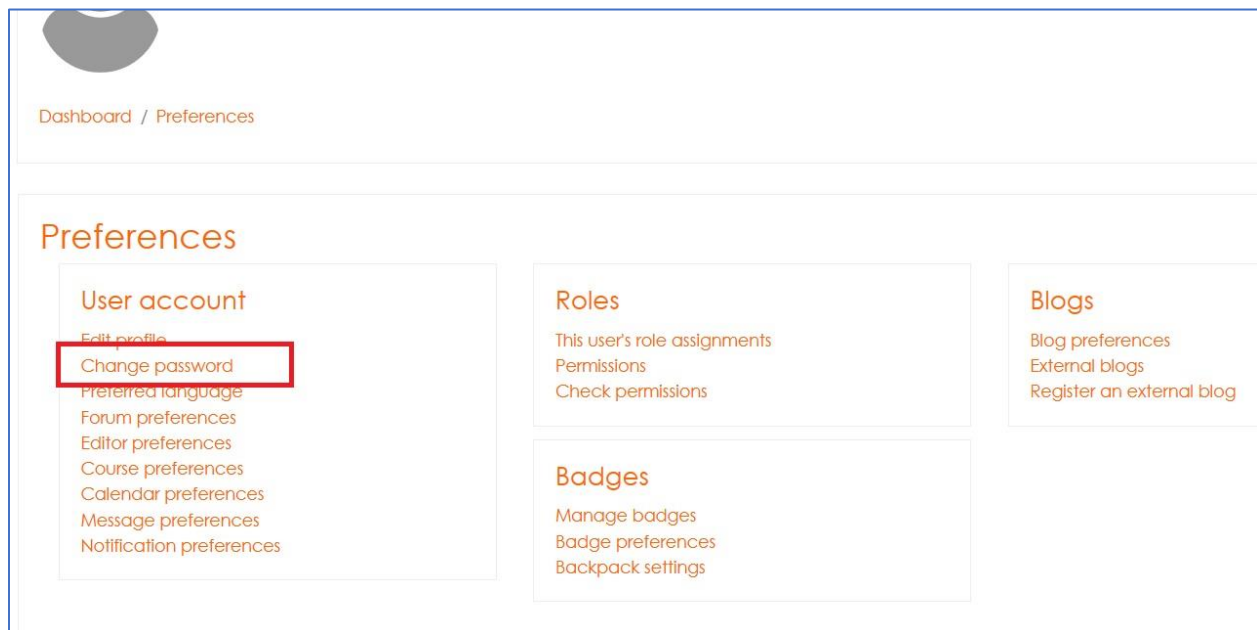 Dashboard / Preferences
Preferences
User account
Edit profile
Change password
Preferred language
Forum preferences
Editor preferences
Course preferences
Calendar preferences
Message preferences
Notification preferences
Roles
This user's role assignments
Permissions
Check permissions
Badges
Manage badges
Badge preferences
Backpack settings
Blogs
Blog preferences
External blogs
Register an external blog